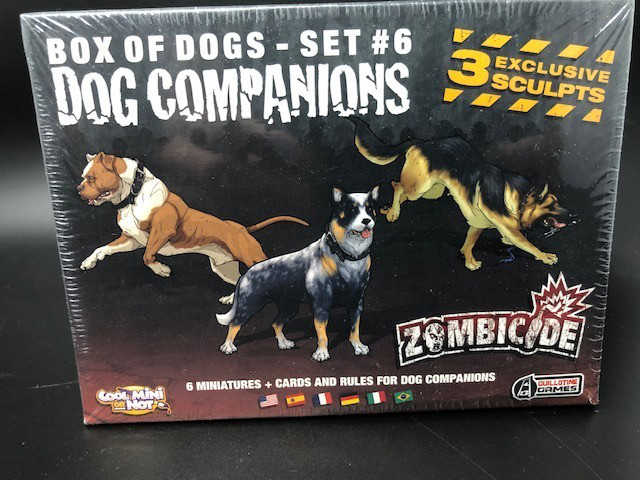 BOX OF DOGS - SET #6
DOG COMPANIONS
3 EXCLUSIVE
SCULPTS
ZOMBICIDE
6 MINIATURES + CARDS AND RULES FOR DOG COMPANIONS
COOL MINI
OR NOT
GUILLOTINE
GAMES